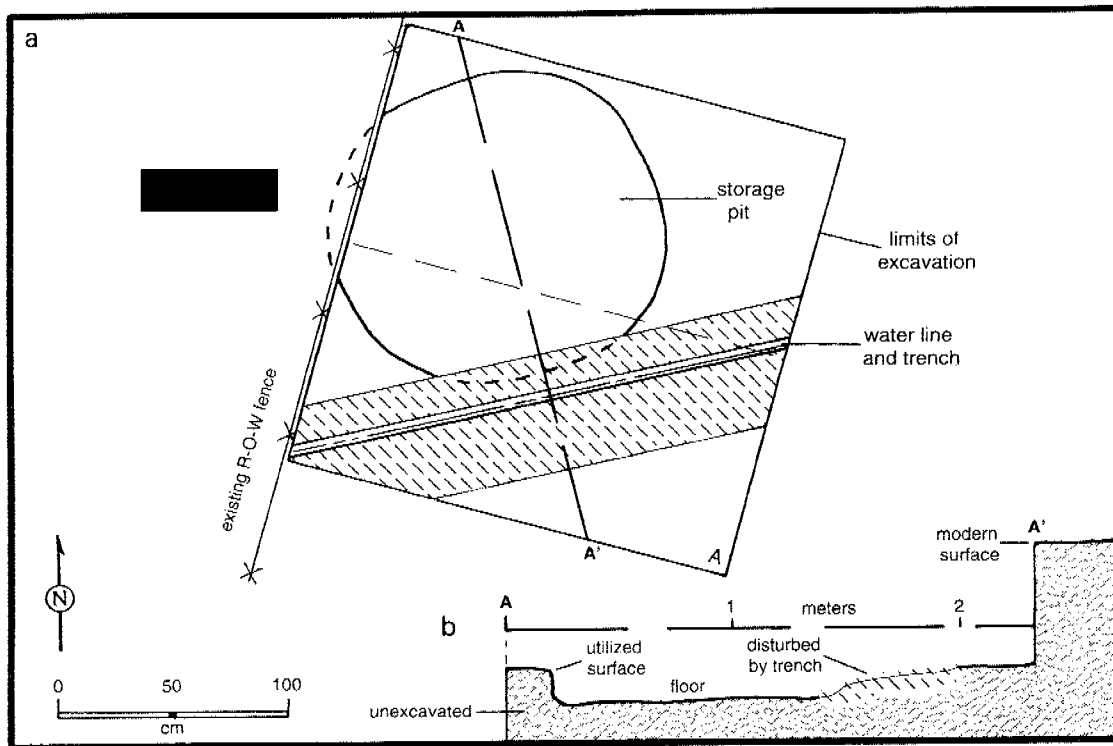 a
A
storage
pit
limits of
excavation
water line
and trench
existing R-O-W fence
A'
A
modern
surface
A'
N
A
b
1
meters
2
utilized
surface
disturbed
by trench
0
50
100
cm
floor
unexcavated